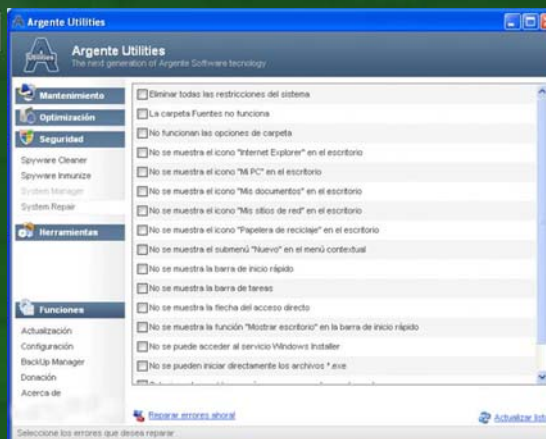 Argente Utilities
Utilities
Argente Utilities
The next generation of Argente Software tecnology
Mantenimiento
Optimización
Seguridad
Spyware Cleaner
Spyware Inmunize
System Manager
System Repair
Herramientas
Funciones
Actualización
Configuración
BackUp Manager
Donación
Acerca de
Eliminar todas las restricciones del sistema
La carpeta Fuentes no funciona
No funcionan las opciones de carpeta
No se muestra el icono "Internet Explorer" en el escritorio
No se muestra el icono "Mi PC" en el escritorio
No se muestra el icono "Mis documentos" en el escritorio
No se muestra el icono "Mis sitios de red" en el escritorio
No se muestra el icono "Papelera de reciclaje" en el escritorio
No se muestra el submenú "Nuevo" en el menú contextual
No se muestra la barra de inicio rápido
No se muestra la barra de tareas
No se muestra la flecha del acceso directo
No se muestra la función "Mostrar escritorio" en la barra de inicio rápido
No se puede acceder al servicio Windows Installer
No se pueden iniciar directamente los archivos *.exe
Reparar errores ahora!
Actualizar list
Seleccione los errores que desea reparar